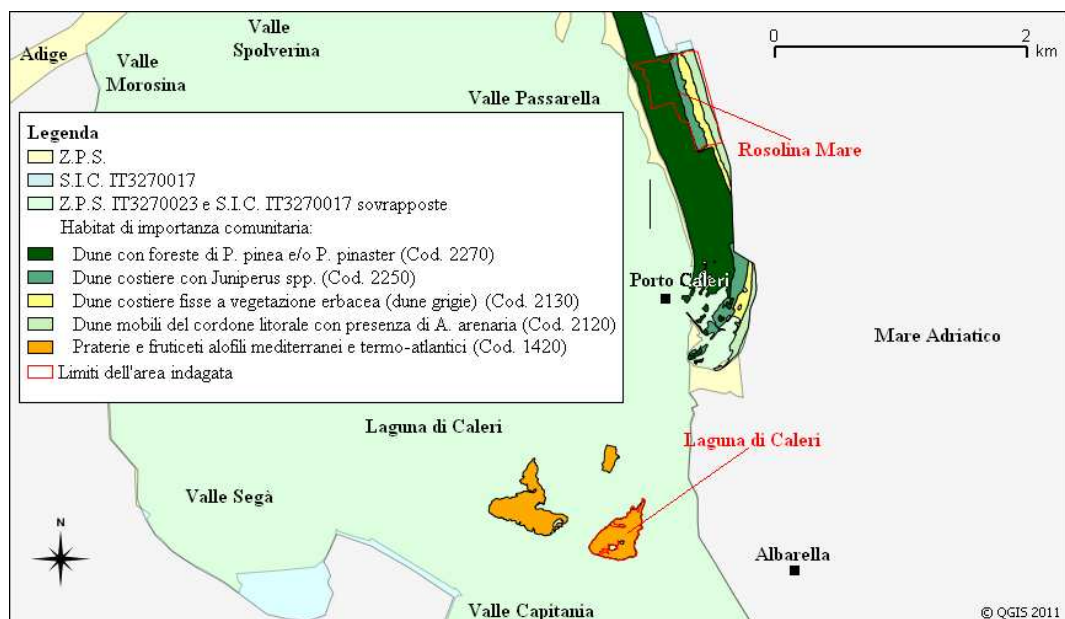 Valle
Spolverina
0 2
km
Adige
Valle
Morosina
Valle Passarella
Legenda
Z.P.S.
S.I.C. IT3270017
Z.P.S. IT3270023 e S.I.C. IT3270017 sovrapposte
Habitat di importanza comunitaria:
Dune con foreste di P. pinea e/o P. pinaster (Cod. 2270)
Dune costiere con Juniperus spp. (Cod. 2250)
Dune costiere fisse a vegetazione erbacea (dune grigie) (Cod. 2130)
Dune mobili del cordone litorale con presenza di A. arenaria (Cod. 2120)
Praterie e fruticeti alofili mediterranei e termo-atlantici (Cod. 1420)
Limiti dell'area indagata
Rosolina Mare
Porto Caleri
Mare Adriatico
Laguna di Caleri
Laguna di Caleri
Valle Segà
N
Albarella
Valle Capitania
© QGIS 2011